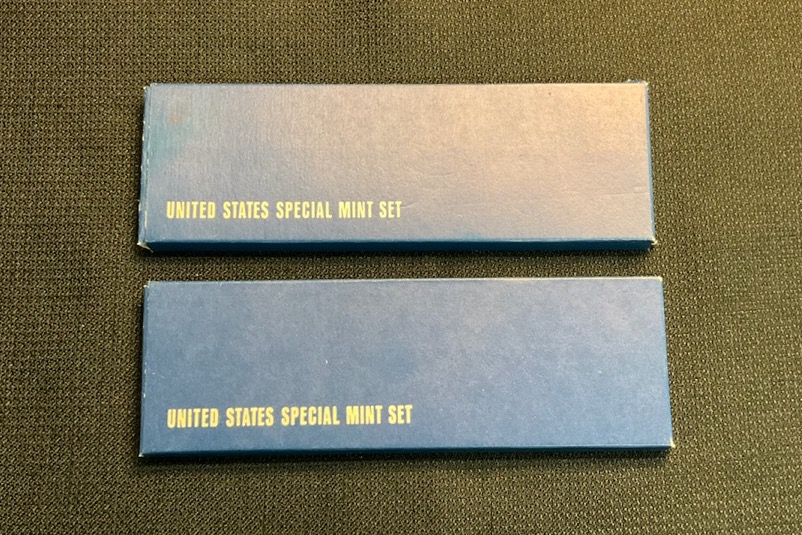 UNITED STATES SPECIAL MINT SET
UNITED STATES SPECIAL MINT SET